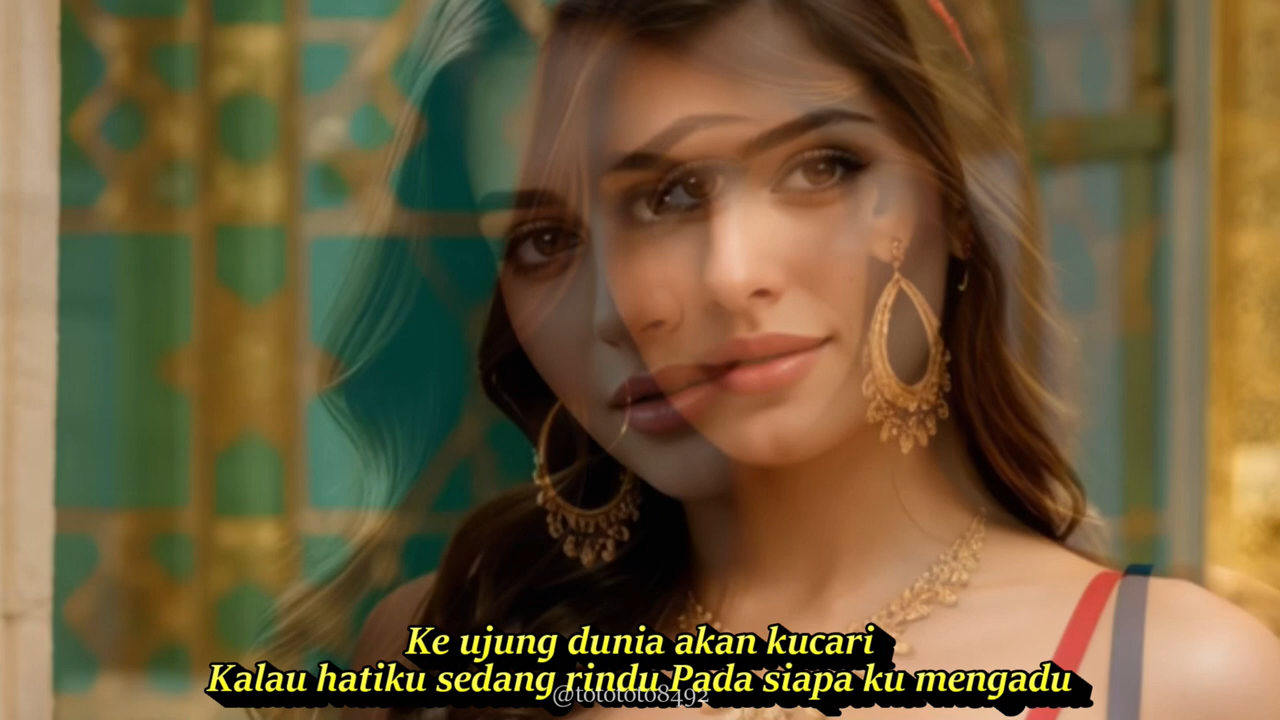 Ke ujung dunia akan kucari
Kalau hatiku sedang rindu Pada siapa ku mengadu
@totototo8492